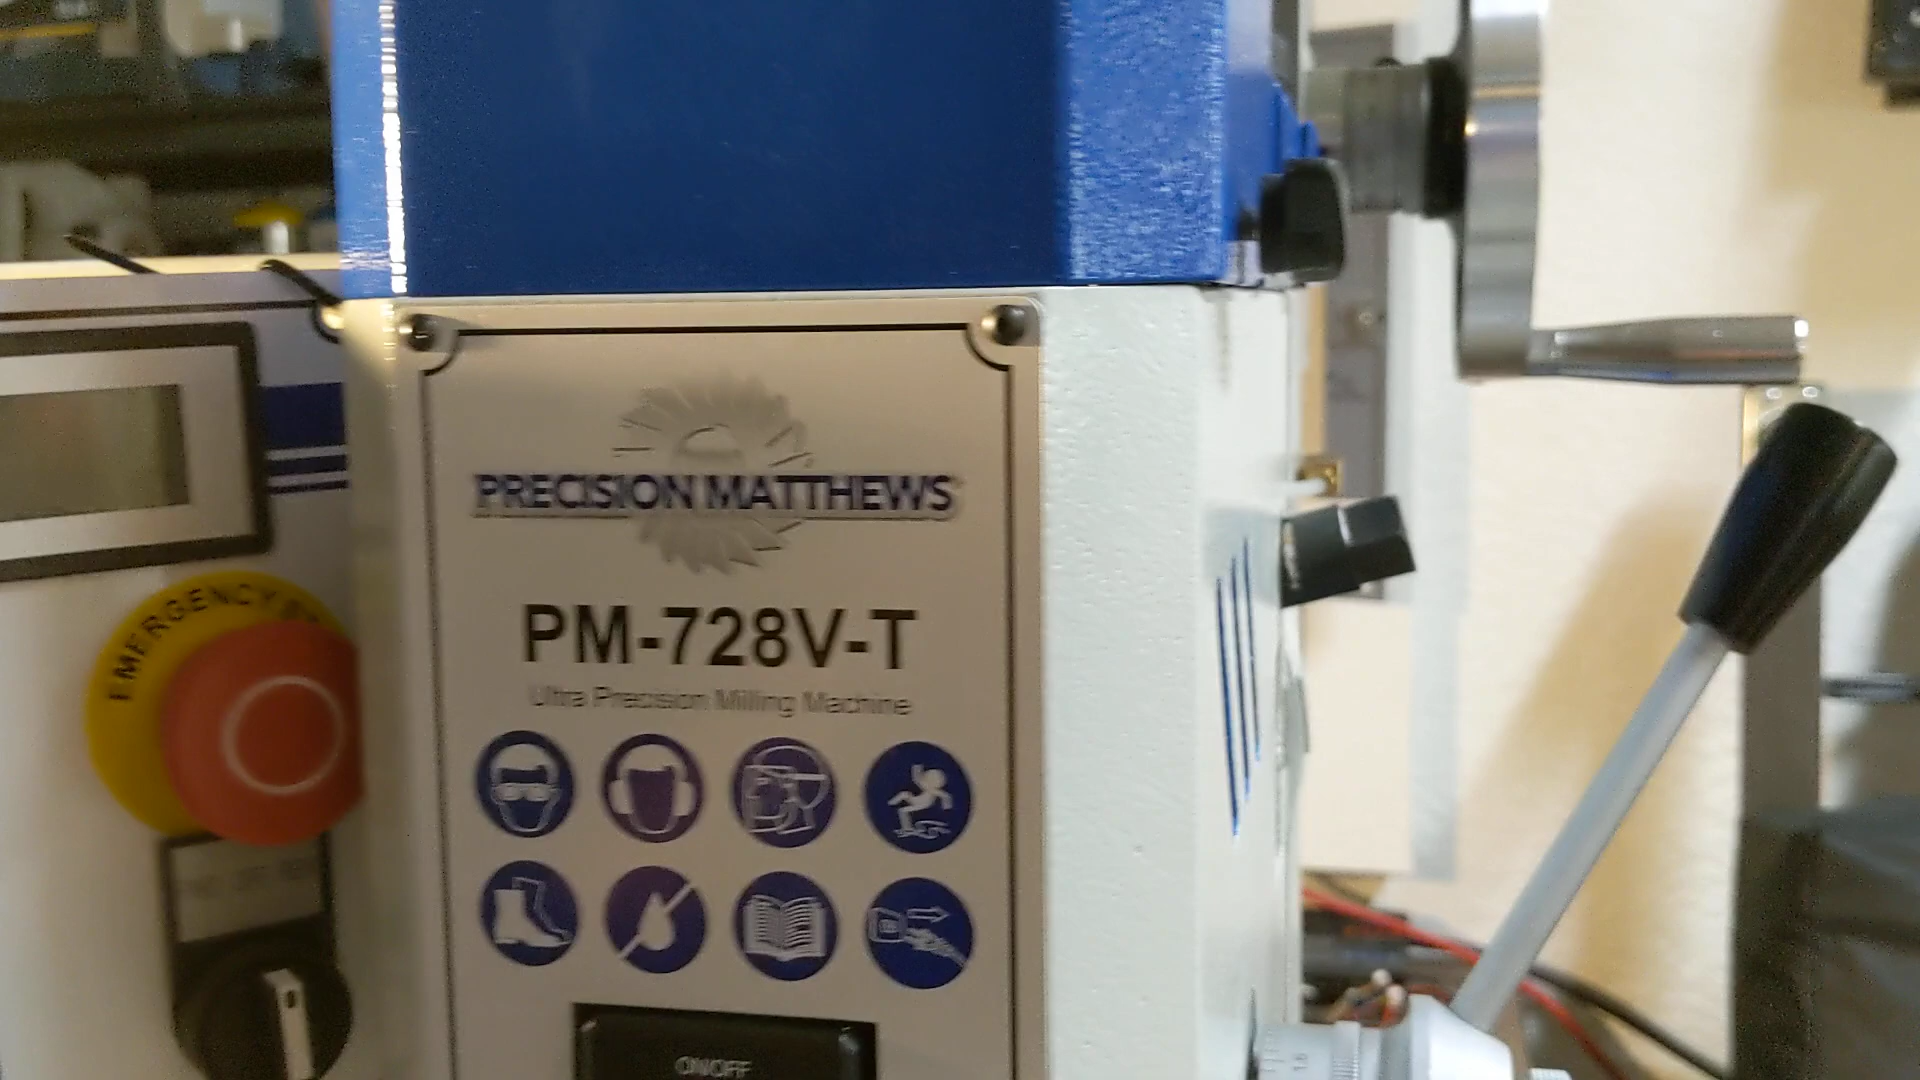 PRECISION MATTHEWS
PM-728V-T
Ultra Precision Milling Machine
EMERGENCY
ON/OFF